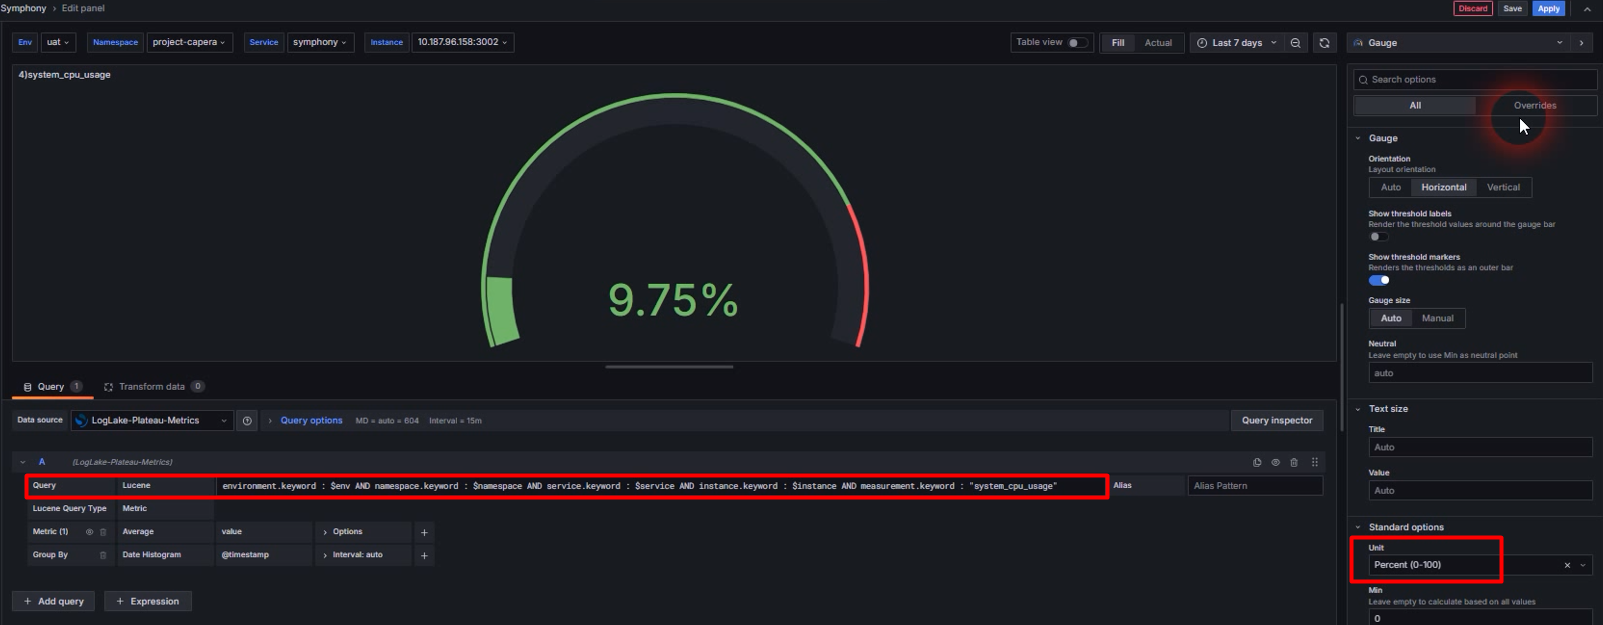 Symphony › Edit panel
Discard Save Apply
Env uat Namespace project-capera Service symphony Instance 10.187.96.158:3002
Table view Fill Actual Last 7 days
Gauge
4)system_cpu_usage
9.75%
Search options
All Overrides
Gauge
Orientation
Layout orientation
Auto Horizontal Vertical
Show threshold labels
Render the threshold values around the gauge bar
Show threshold markers
Renders the thresholds as an outer bar
Gauge size
Auto Manual
Neutral
Leave empty to use Min as neutral point
auto
Text size
Title
Auto
Value
Auto
Standard options
Unit
Percent (0-100)
Min
Leave empty to calculate based on all values
0
Query 1 Transform data 0
Data source LogLake-Plateau-Metrics Query options MD = auto = 604 Interval = 15m Query inspector
A (LogLake-Plateau-Metrics)
Query Lucene environment.keyword : $env AND namespace.keyword : $namespace AND service.keyword : $service AND instance.keyword : $instance AND measurement.keyword : "system_cpu_usage" Alias Alias Pattern
Lucene Query Type Metric
Metric (1) Average value › Options +
Group By Date Histogram @timestamp › Interval: auto +
+ Add query + Expression